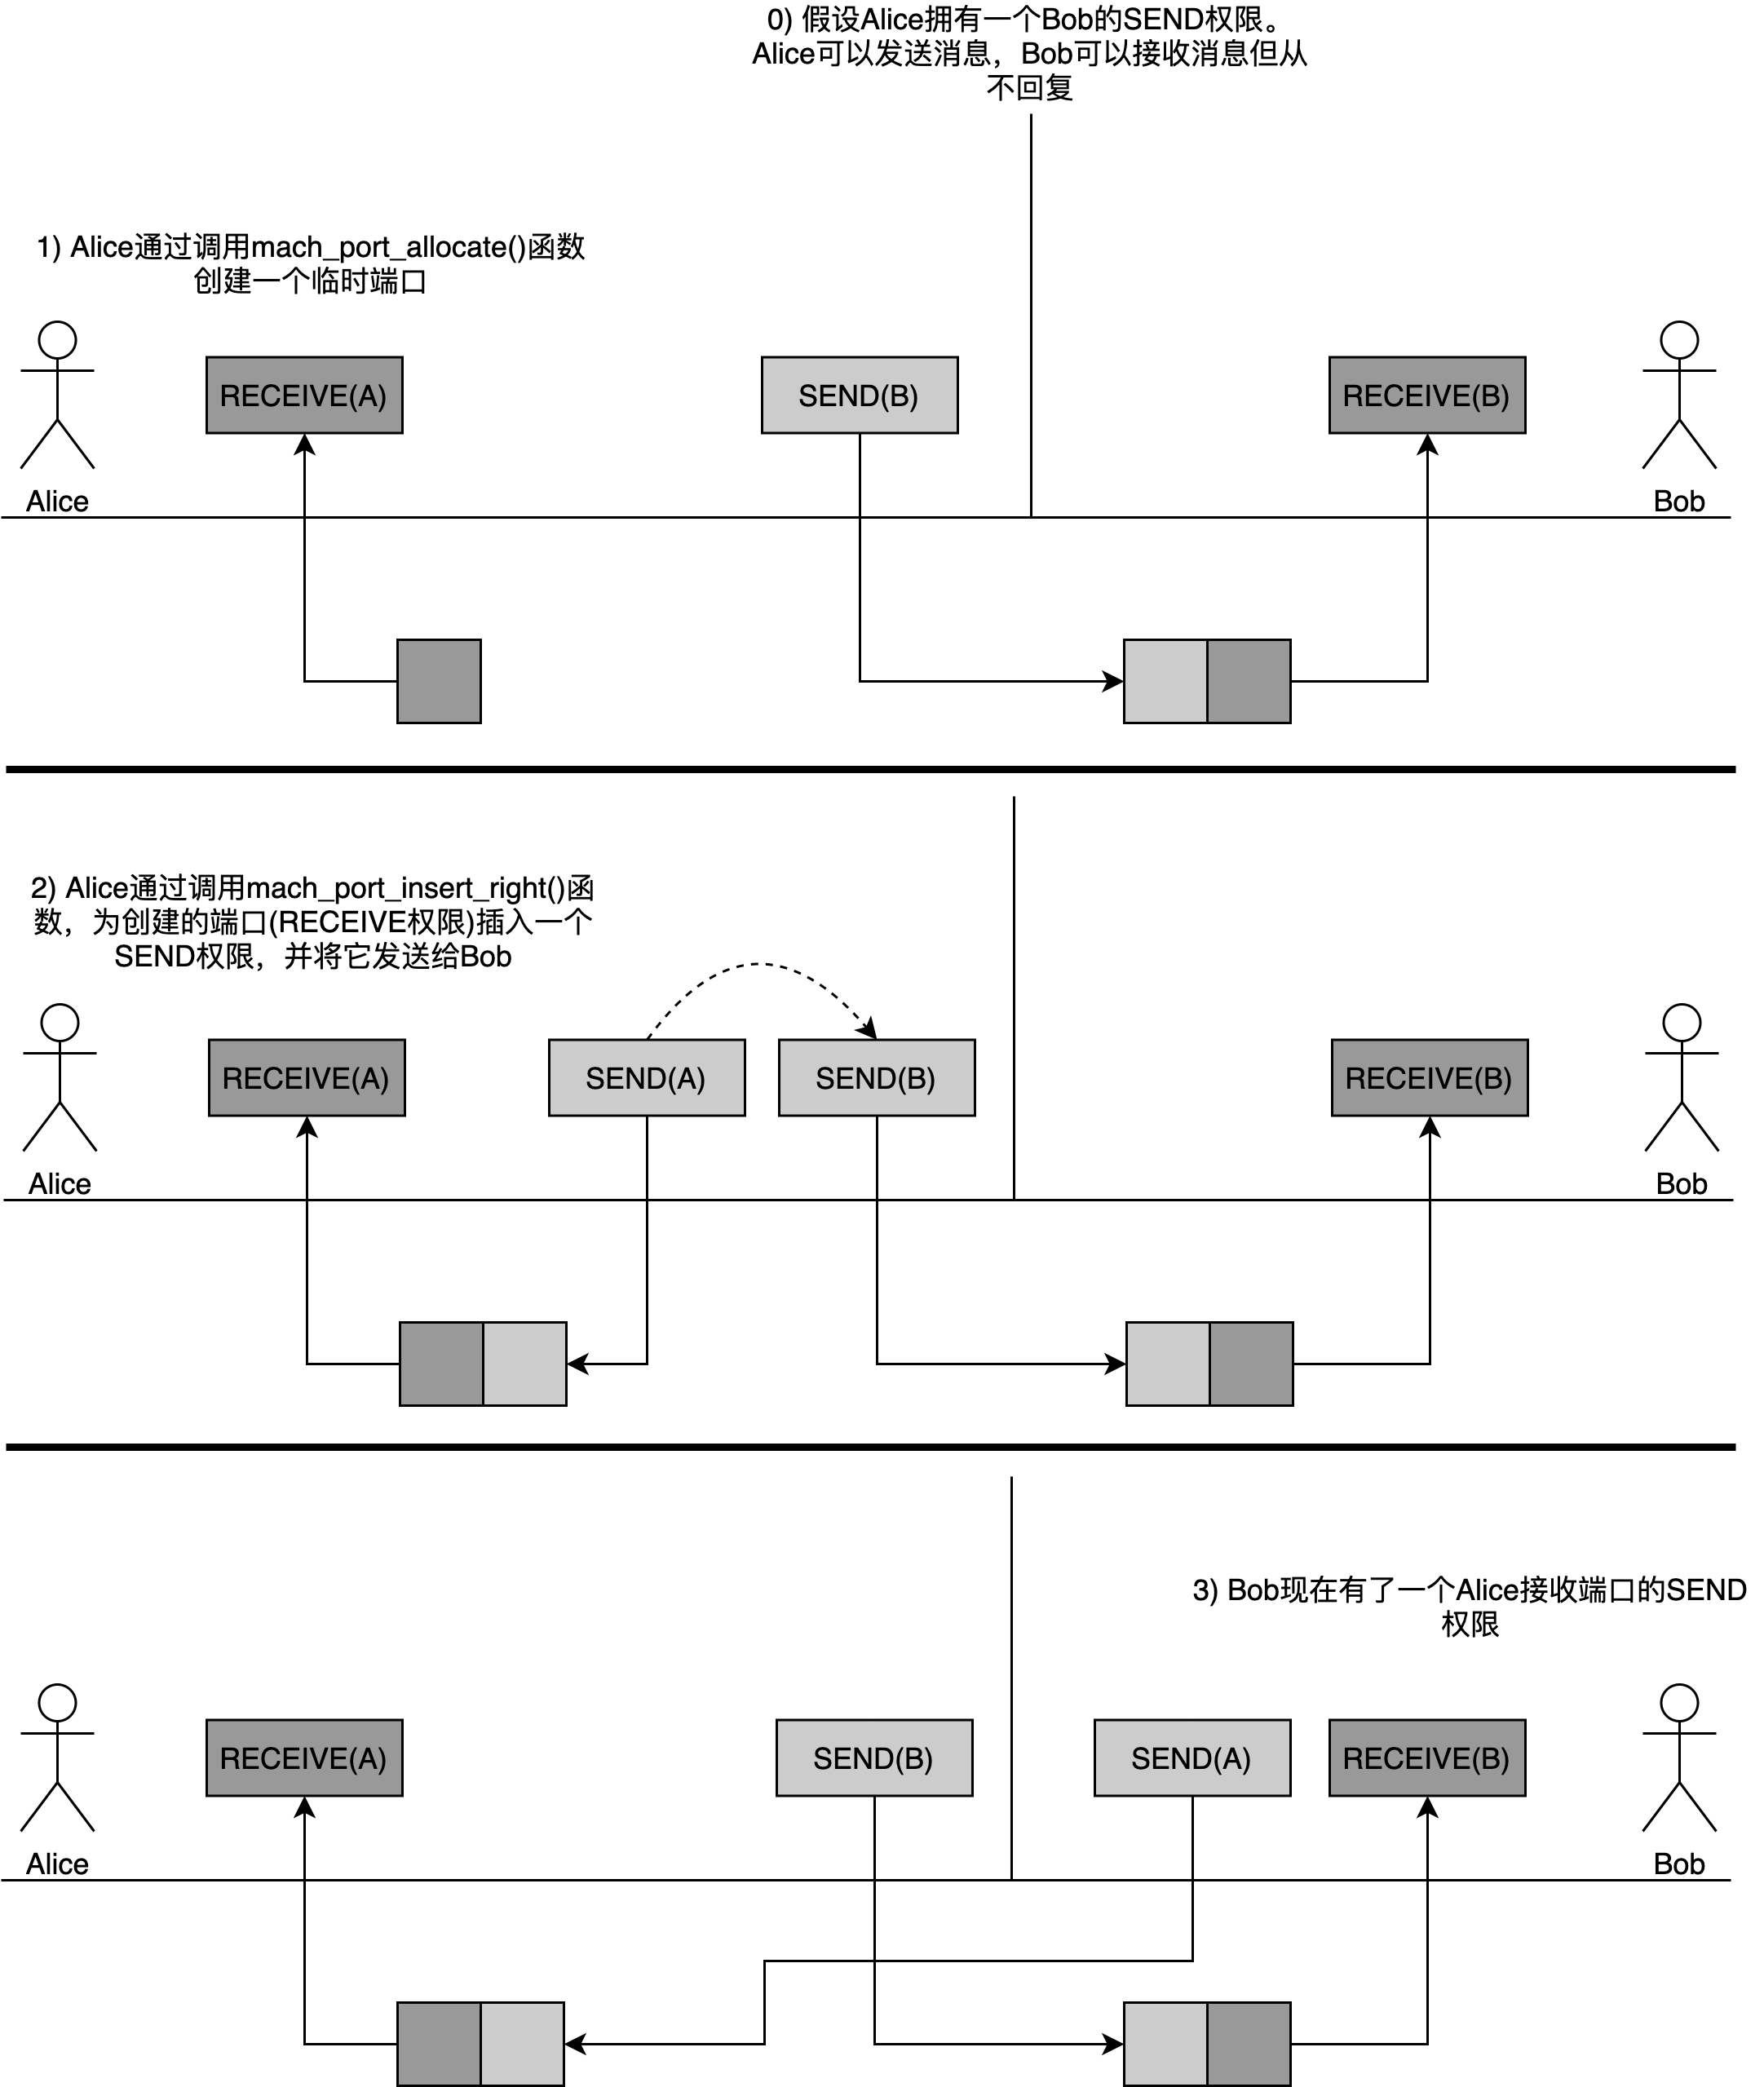 0) 假设Alice拥有一个Bob的SEND权限。
Alice可以发送消息，Bob可以接收消息但从
不回复
1) Alice通过调用mach_port_allocate()函数
创建一个临时端口
RECEIVE(A)
SEND(B)
RECEIVE(B)
Alice
Bob
2) Alice通过调用mach_port_insert_right()函
数，为创建的端口(RECEIVE权限)插入一个
SEND权限，并将它发送给Bob
RECEIVE(A)
SEND(A)
SEND(B)
RECEIVE(B)
Alice
Bob
3) Bob现在有了一个Alice接收端口的SEND
权限
RECEIVE(A)
SEND(B)
SEND(A)
RECEIVE(B)
Alice
Bob